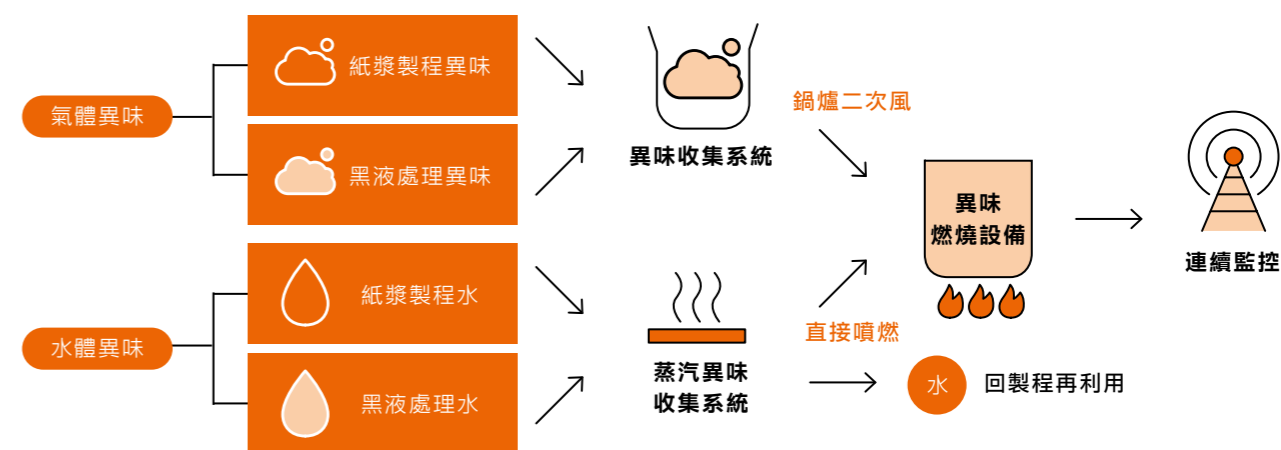 氣體異味
紙漿製程異味
黑液處理異味
異味收集系統
鍋爐二次風
水體異味
紙漿製程水
黑液處理水
蒸汽異味
收集系統
直接噴燃
異味
燃燒設備
連續監控
水
回製程再利用